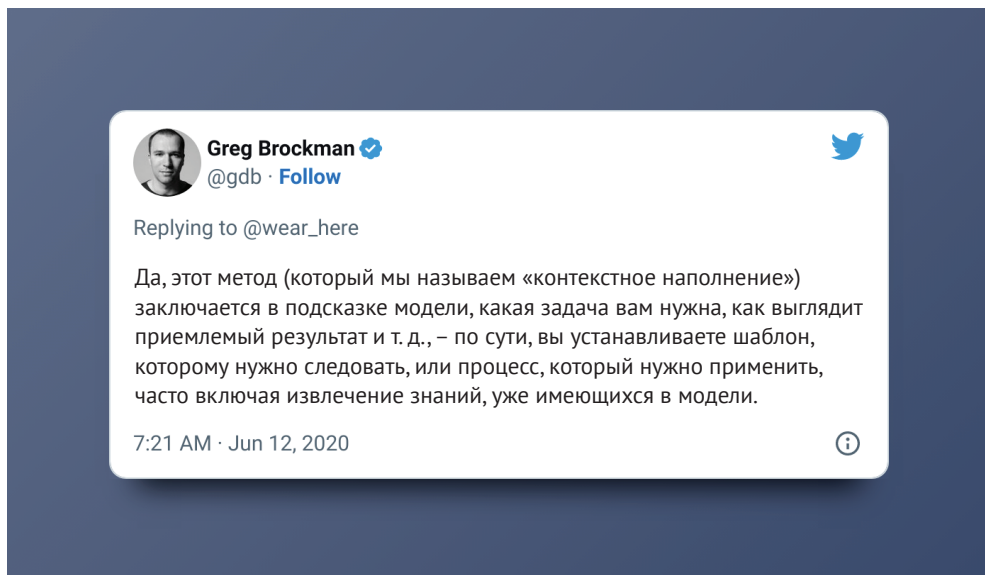 Greg Brockman
@gdb · Follow
Replying to @wear_here
Да, этот метод (который мы называем «контекстное наполнение»)
заключается в подсказке модели, какая задача вам нужна, как выглядит
приемлемый результат и т. д., – по сути, вы устанавливаете шаблон,
которому нужно следовать, или процесс, который нужно применить,
часто включая извлечение знаний, уже имеющихся в модели.
7:21 AM · Jun 12, 2020